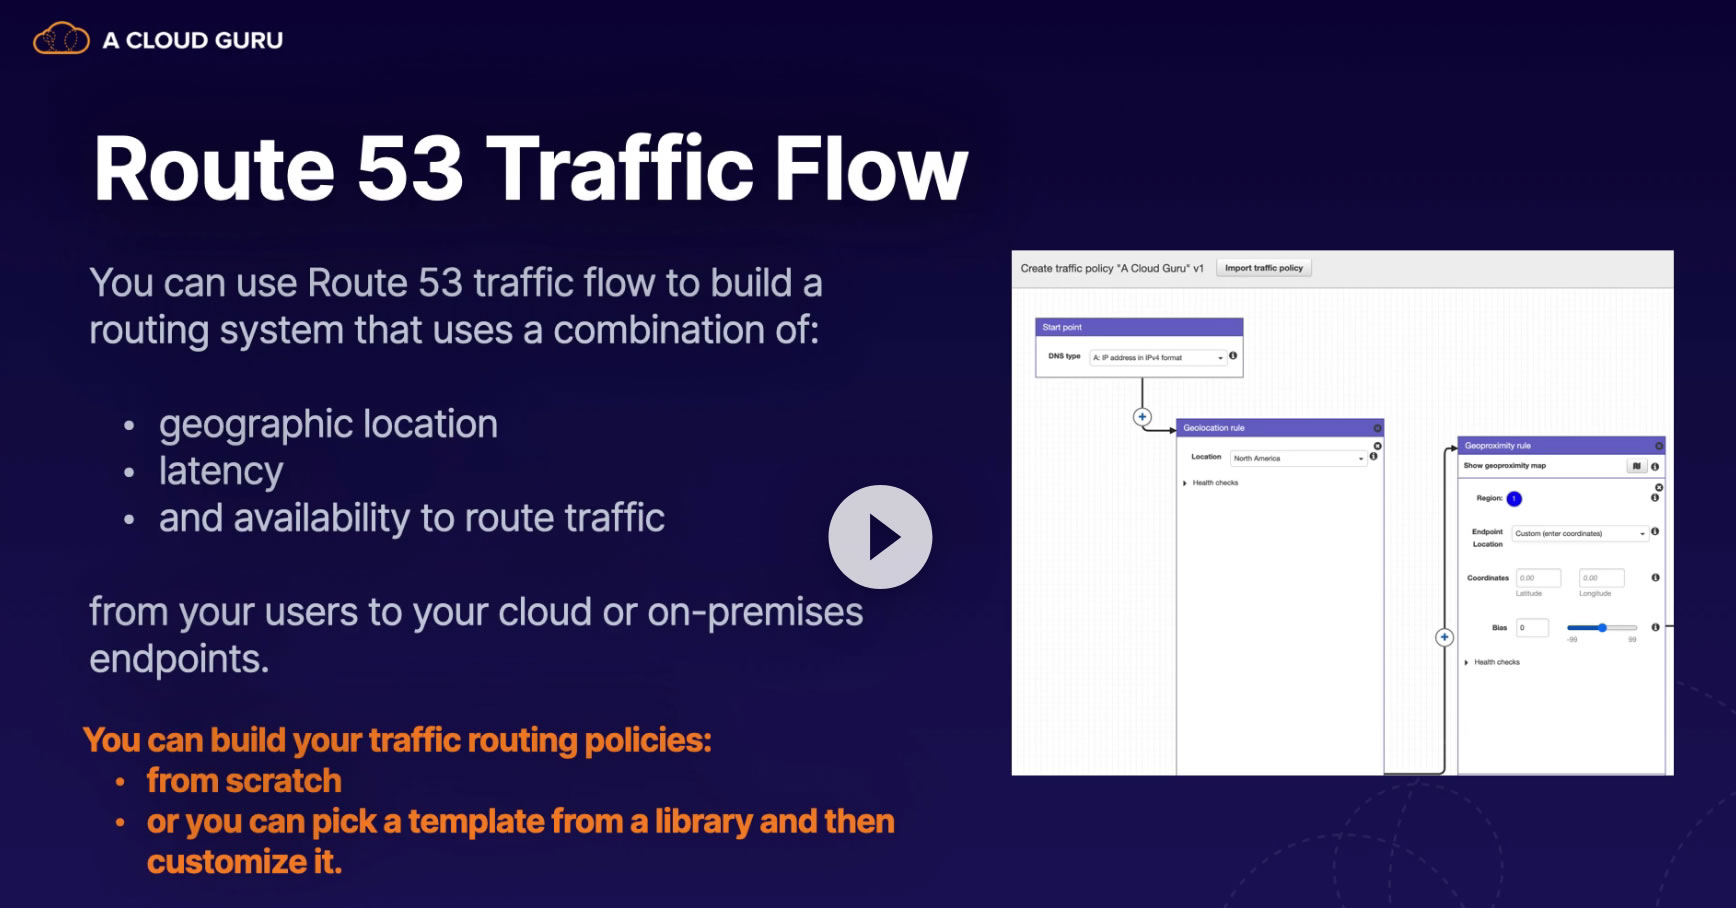 A CLOUD GURU
Route 53 Traffic Flow
You can use Route 53 traffic flow to build a
routing system that uses a combination of:
• geographic location
• latency
• and availability to route traffic
from your users to your cloud or on-premises
endpoints.
You can build your traffic routing policies:
• from scratch
• or you can pick a template from a library and then
customize it.
Create traffic policy "A Cloud Guru" v1 Import traffic policy
Start point
DNS type A: IP address in IPv4 format
Geolocation rule
Location North America
Health checks
Geoproximity rule
Show geoproximity map
Region: 1
Endpoint Custom (enter coordinates)
Location
Coordinates 0.00 0.00
Latitude Longitude
Bias 0
-99 99
Health checks